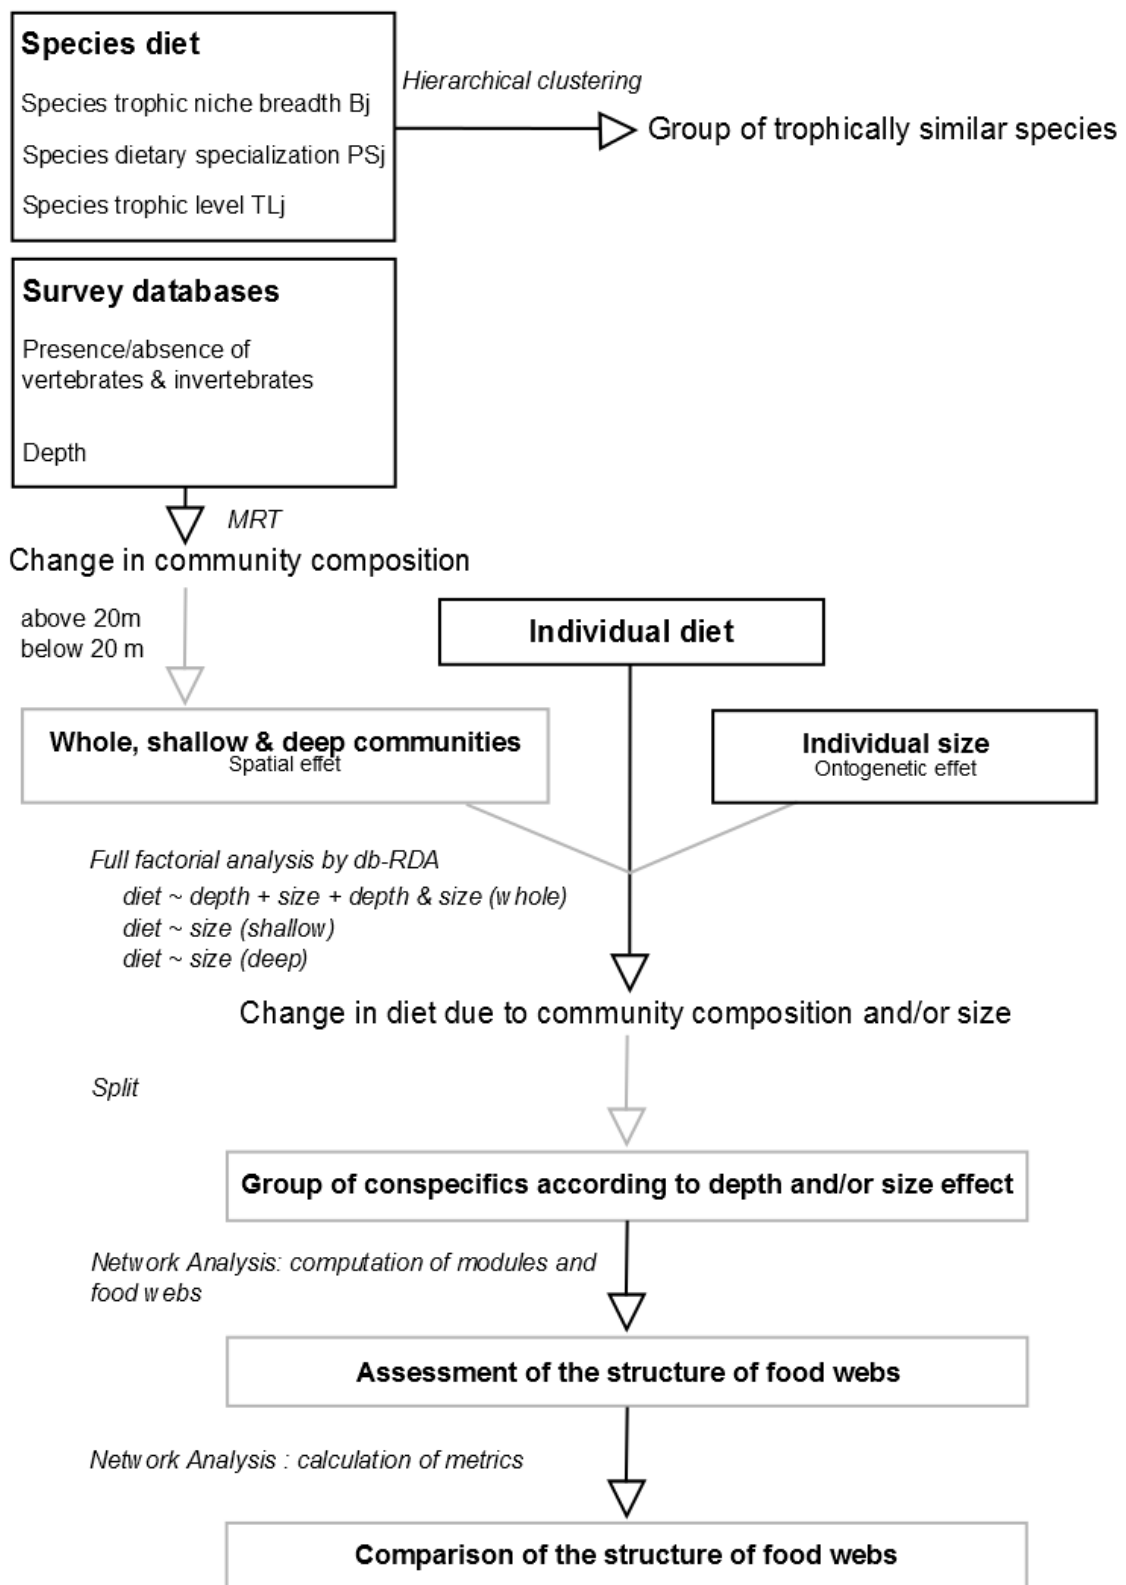 Species diet
Species trophic niche breadth Bj
Species dietary specialization PSj
Species trophic level TLj
Hierarchical clustering
Group of trophically similar species
Survey databases
Presence/absence of
vertebrates & invertebrates
Depth
MRT
Change in community composition
above 20m
below 20 m
Individual diet
Whole, shallow & deep communities
Spatial effet
Individual size
Ontogenetic effet
Full factorial analysis by db-RDA
diet ~ depth + size + depth & size (whole)
diet ~ size (shallow)
diet ~ size (deep)
Change in diet due to community composition and/or size
Split
Group of conspecifics according to depth and/or size effect
Network Analysis: computation of modules and
food webs
Assessment of the structure of food webs
Network Analysis : calculation of metrics
Comparison of the structure of food webs